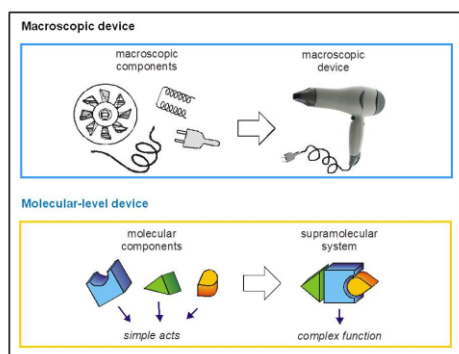 Macroscopic device
macroscopic
components
macroscopic
device
Molecular-level device
molecular
components
supramolecular
system
simple acts
complex function